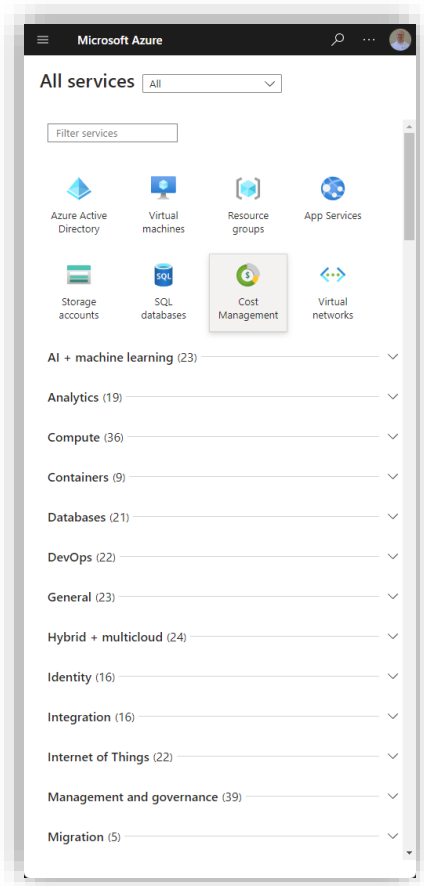 Microsoft Azure
All services All
Filter services
Azure Active Directory
Virtual machines
Resource groups
App Services
Storage accounts
SQL
SQL databases
$
Cost Management
Virtual networks
AI + machine learning (23)
Analytics (19)
Compute (36)
Containers (9)
Databases (21)
DevOps (22)
General (23)
Hybrid + multicloud (24)
Identity (16)
Integration (16)
Internet of Things (22)
Management and governance (39)
Migration (5)